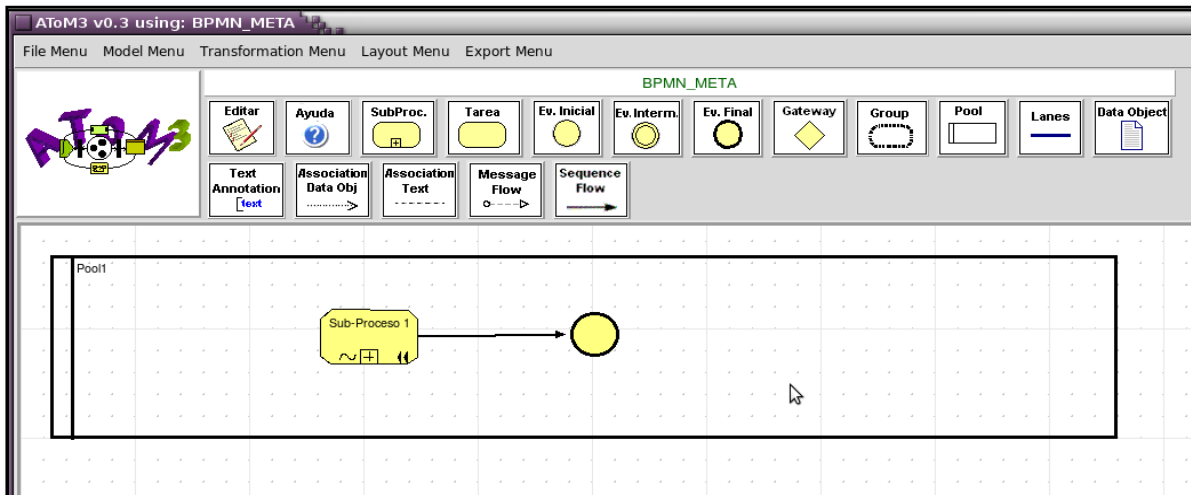 AToM3 v0.3 using: BPMN_META
File Menu Model Menu Transformation Menu Layout Menu Export Menu
BPMN_META
AToM3
Editar
Ayuda
SubProc.
Tarea
Ev. Inicial
Ev. Interm.
Ev. Final
Gateway
Group
Pool
Lanes
Data Object
Text
Annotation
[text
Association
Data Obj
Association
Text
Message
Flow
Sequence
Flow
Pool1
Sub-Proceso 1